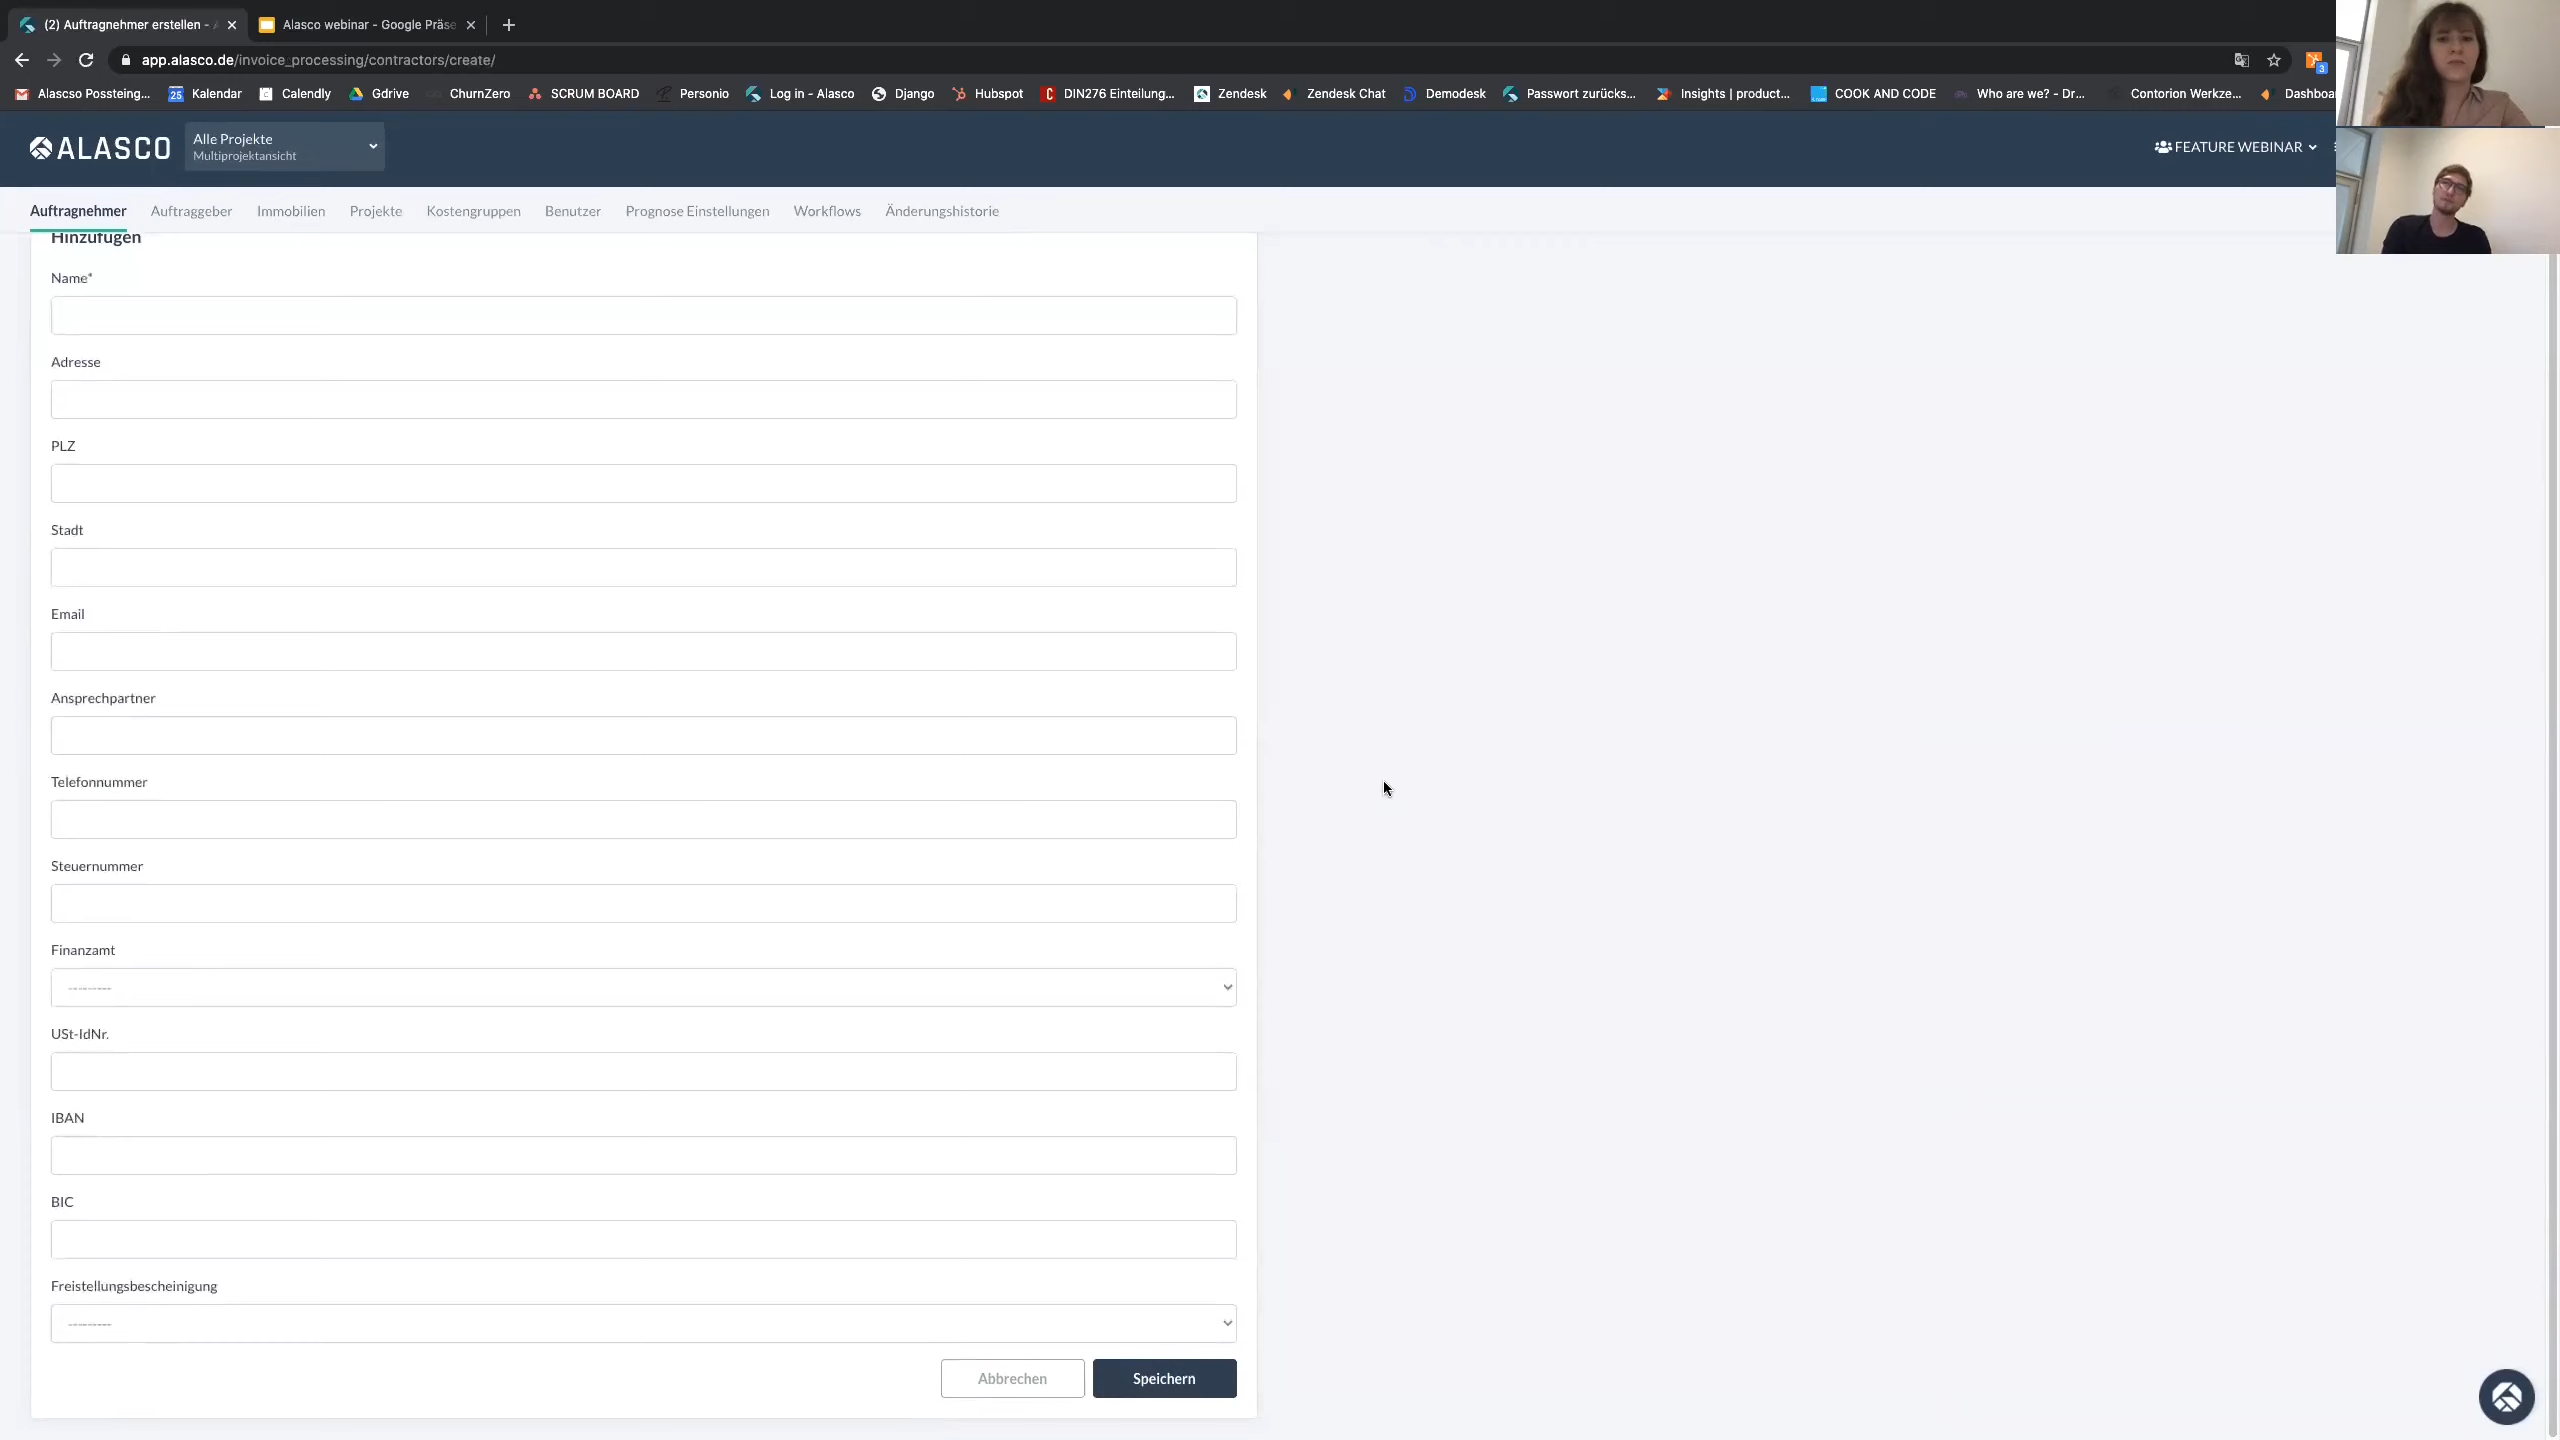 (2) Auftragnehmer erstellen -
Alasco webinar - Google Präse
app.alasco.de/invoice_processing/contractors/create/
3
Alascso Possteing...
25
Kalendar
Calendly
Gdrive
ChurnZero
SCRUM BOARD
Personio
Log in - Alasco
Django
Hubspot
DIN276 Einteilung...
Zendesk
Zendesk Chat
Demodesk
Passwort zurücks...
Insights | product...
COOK AND CODE
Who are we? - Dr...
Contorion Werkze...
Dashboa
ALASCO
Alle Projekte
Multiprojektansicht
FEATURE WEBINAR
Auftragnehmer
Auftraggeber
Immobilien
Projekte
Kostengruppen
Benutzer
Prognose Einstellungen
Workflows
Änderungshistorie
Hinzufügen
Name*
Adresse
PLZ
Stadt
Email
Ansprechpartner
Telefonnummer
Steuernummer
Finanzamt
---------
USt-IdNr.
IBAN
BIC
Freistellungsbescheinigung
---------
Abbrechen
Speichern